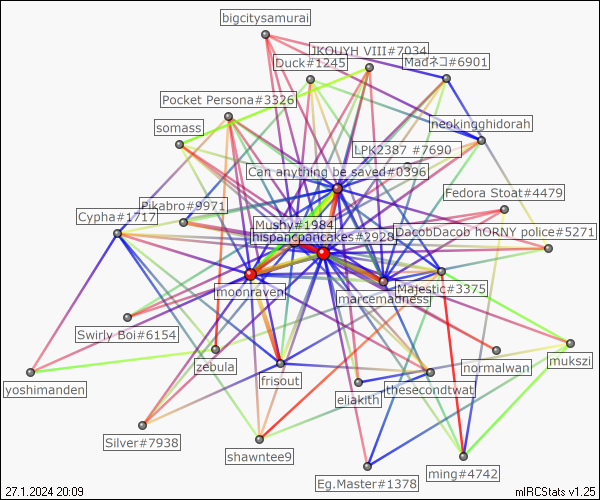 bigcitysamurai
JKOUYH VIII#7034
Duck#1245
Madネコ#6901
Pocket Persona#3326
somass
neokingghidorah
LPK2387 #7690
Can anything be saved#0396
Fedora Stoat#4479
Pikabro#9971
Cypha#1717
Mushy#1984
hispancpancakes#2928
DacobDacob hORNY police#5271
moonraven
Majestic#3375
marcemadness
Swirly Boi#6154
zebula
normalwan
mukszi
yoshimanden
frisout
eliakith
thesecondtwat
Silver#7938
shawntee9
Eg.Master#1378
ming#4742
27.1.2024 20:09
mIRCStats v1.25